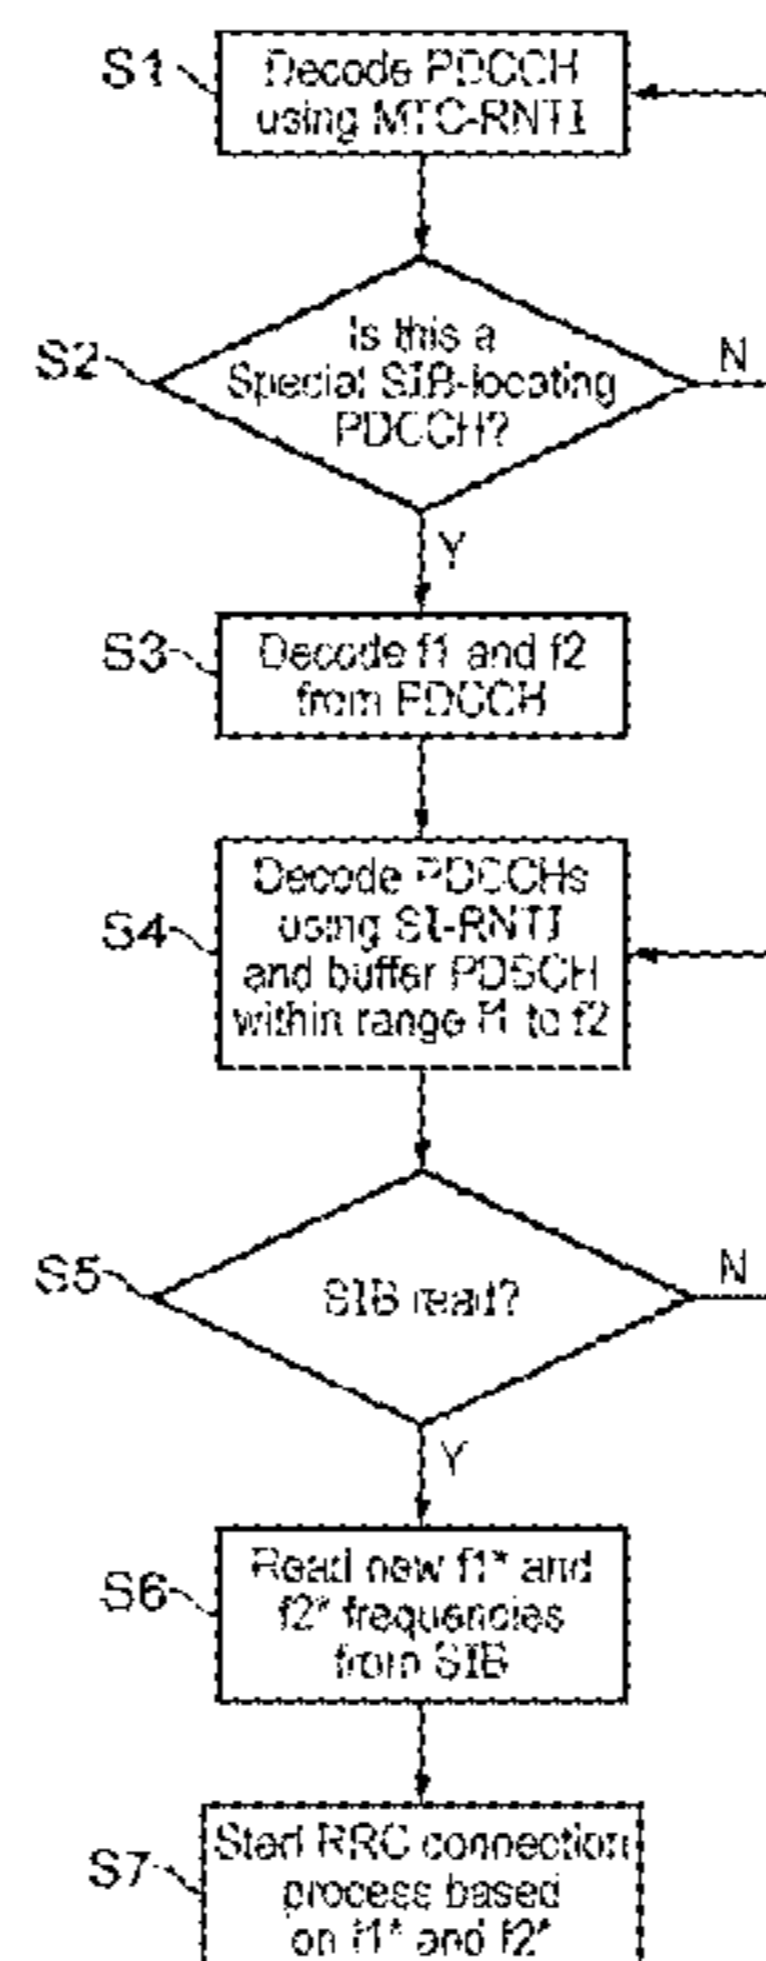 S1
Decode PDCCH
using MTC-RNTI
S2
Is this a
Special SIB-locating
PDCCH?
N
Y
S3
Decode f1 and f2
from PDCCH
S4
Decode PDCCHs
using SI-RNTI
and buffer PDSCH
within range f1 to f2
S5
SIB read?
N
Y
S6
Read new f1* and
f2* frequencies
from SIB
S7
Start RRC connection
process based
on f1* and f2*